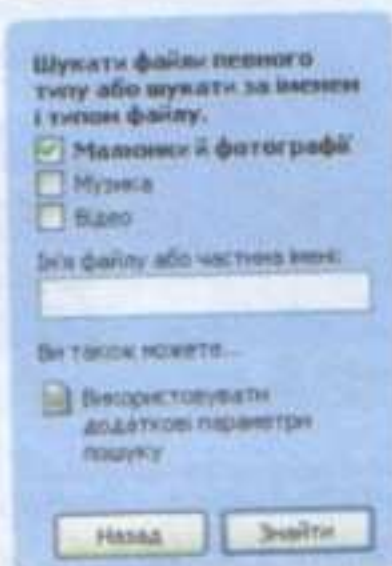 Шукати файли певного
типу або шукати за іменем
і типом файлу.
Малюнки й фотографії
Музика
Відео
Ім'я файлу або частина імені:
Ви також можете...
Використовувати
додаткові параметри
пошуку
Назад
Знайти